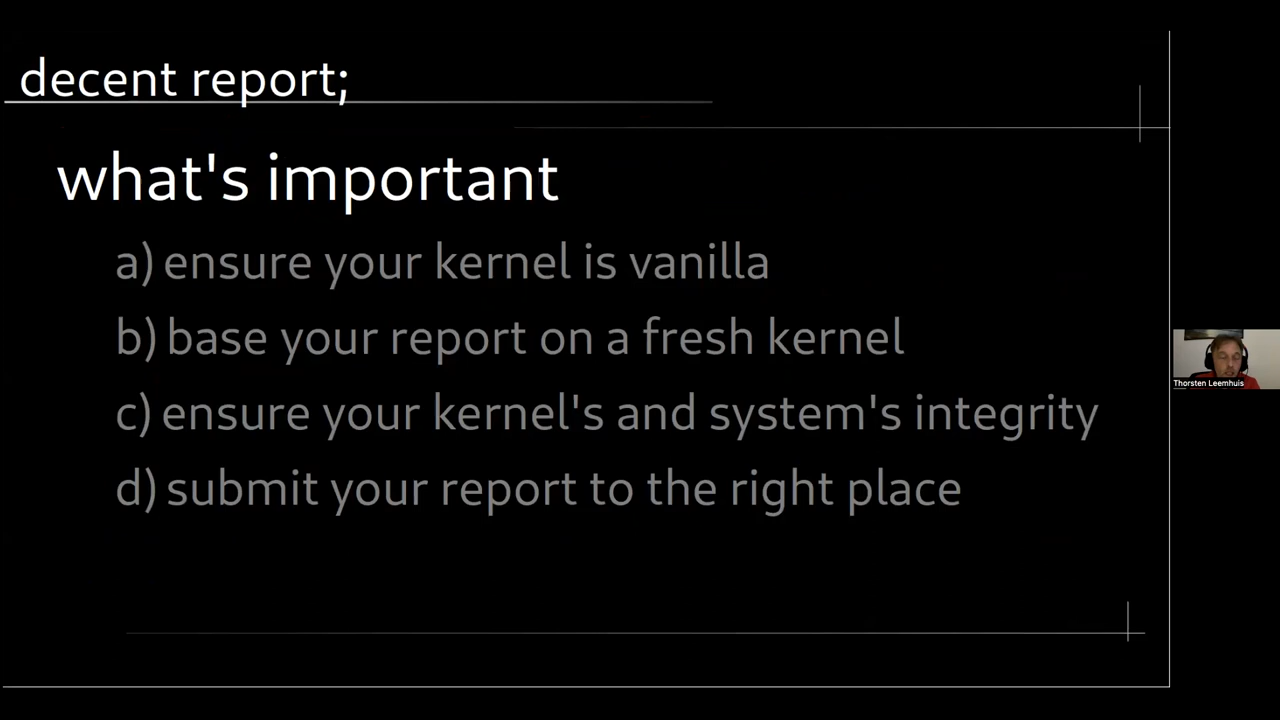 decent report;
what's important
a) ensure your kernel is vanilla
b) base your report on a fresh kernel
c) ensure your kernel's and system's integrity
d) submit your report to the right place
Thorsten Leemhuis